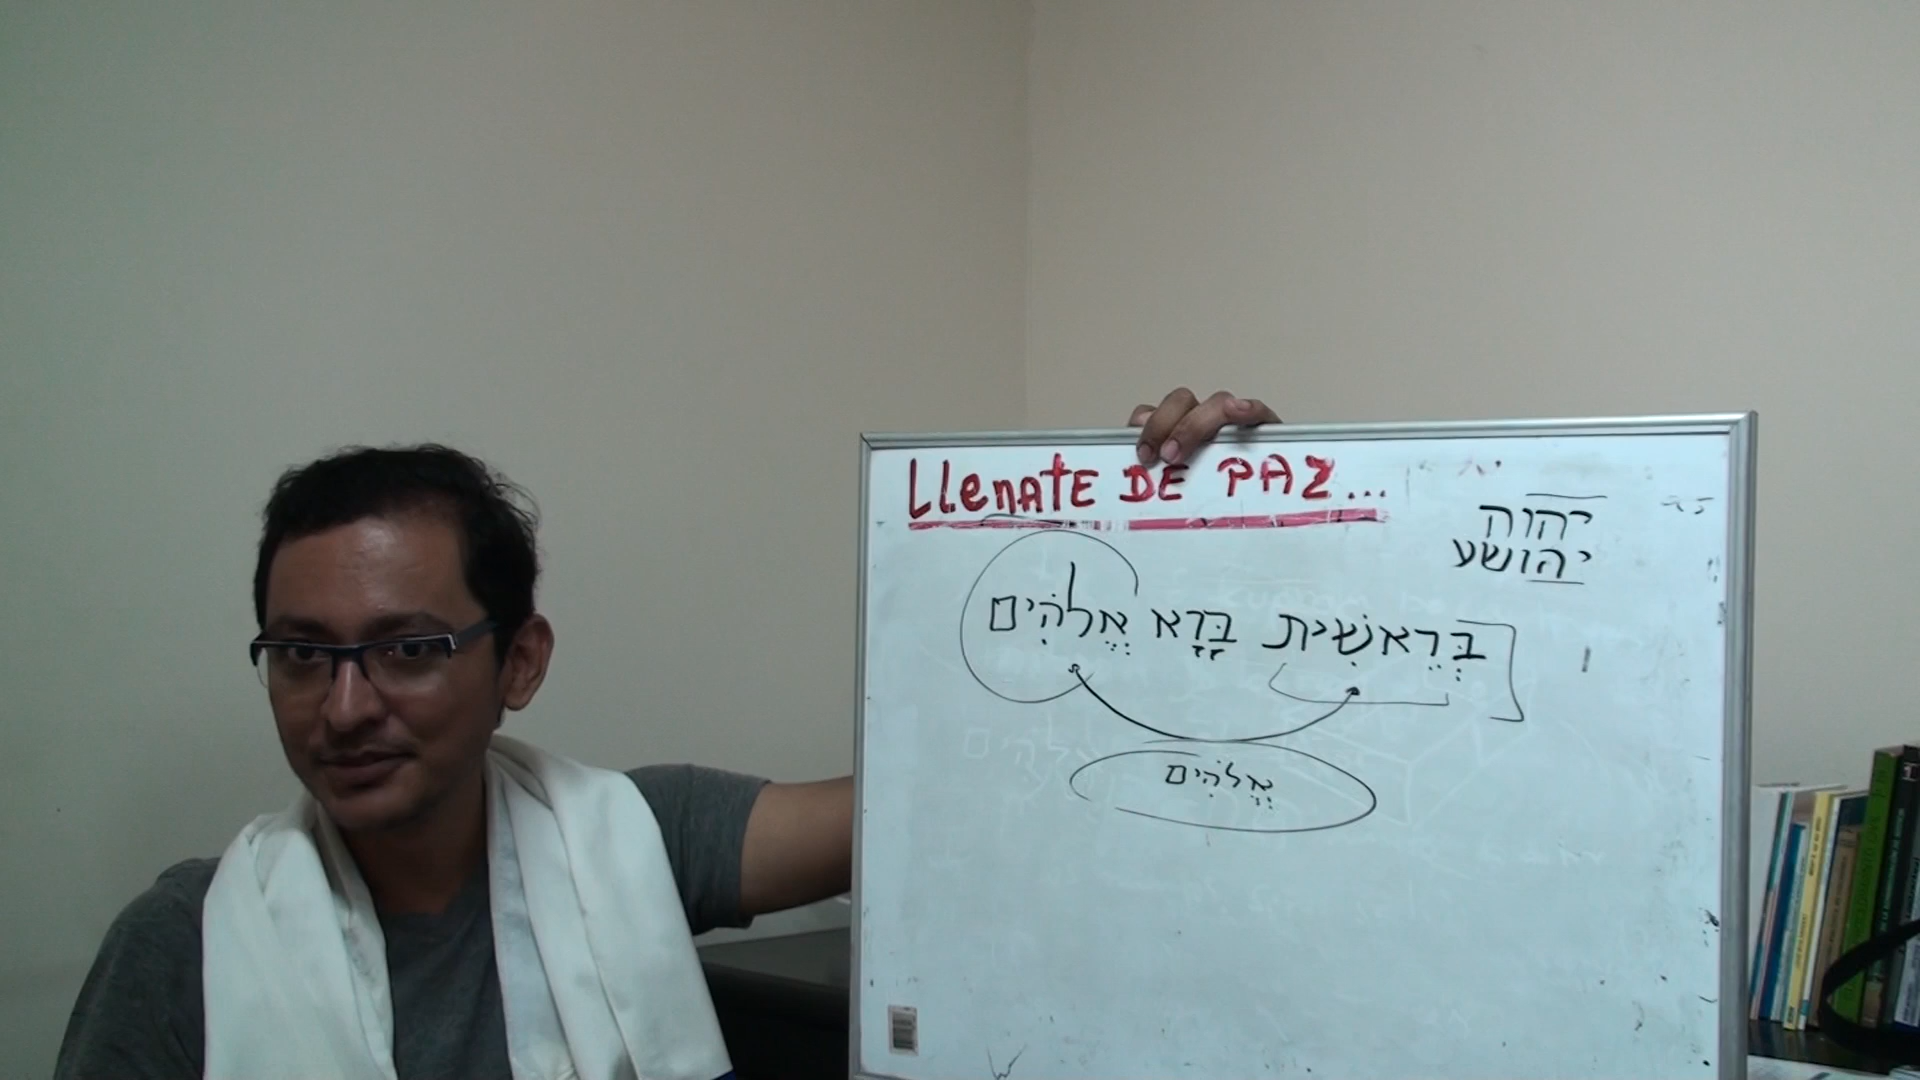 LLenATE DE PAZ...
יהוה
יהושע
בְּרֵאשִׁית בָּרָא אֱלֹהִים
אֱלֹהִים